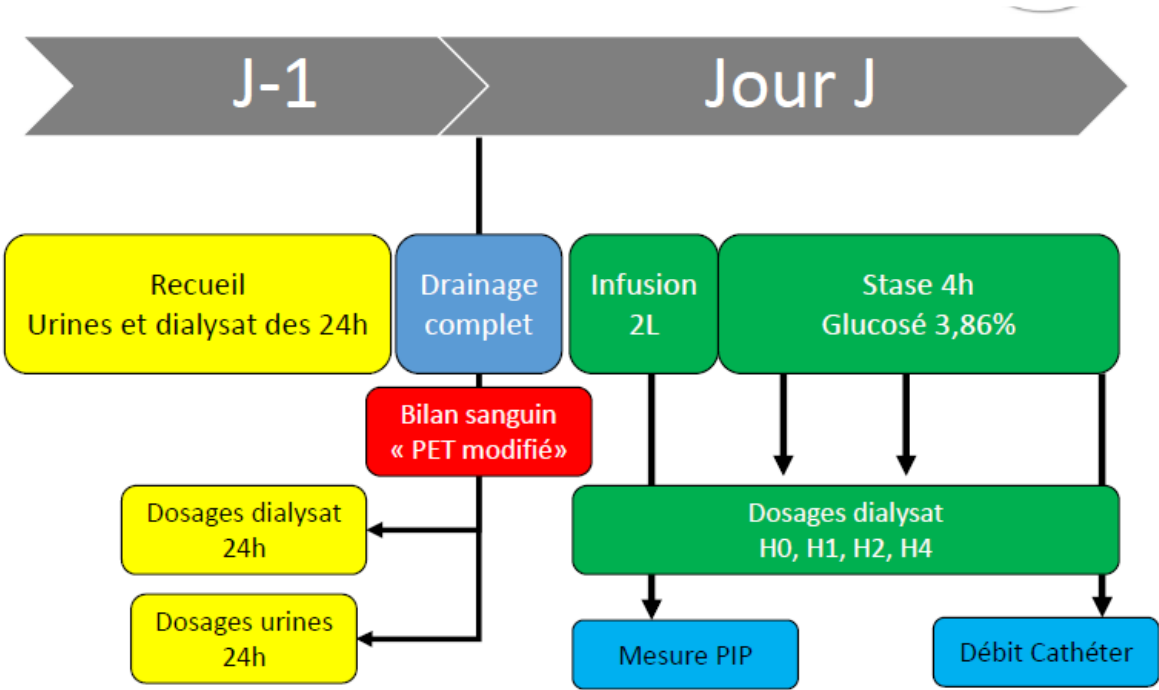 J-1
Jour J
Recueil
Urines et dialysat des 24h
Drainage
complet
Infusion
2L
Stase 4h
Glucosé 3,86%
Bilan sanguin
« PET modifié»
Dosages dialysat
24h
Dosages dialysat
H0, H1, H2, H4
Dosages urines
24h
Mesure PIP
Débit Cathéter